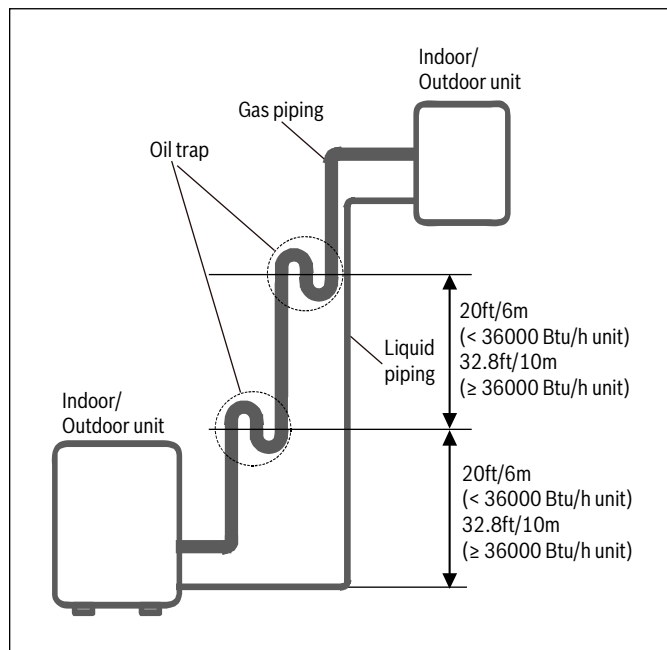 Indoor/
Outdoor unit
Gas piping
Oil trap
20ft/6m
(< 36000 Btu/h unit)
32.8ft/10m
(≥ 36000 Btu/h unit)
Liquid
piping
Indoor/
Outdoor unit
20ft/6m
(< 36000 Btu/h unit)
32.8ft/10m
(≥ 36000 Btu/h unit)